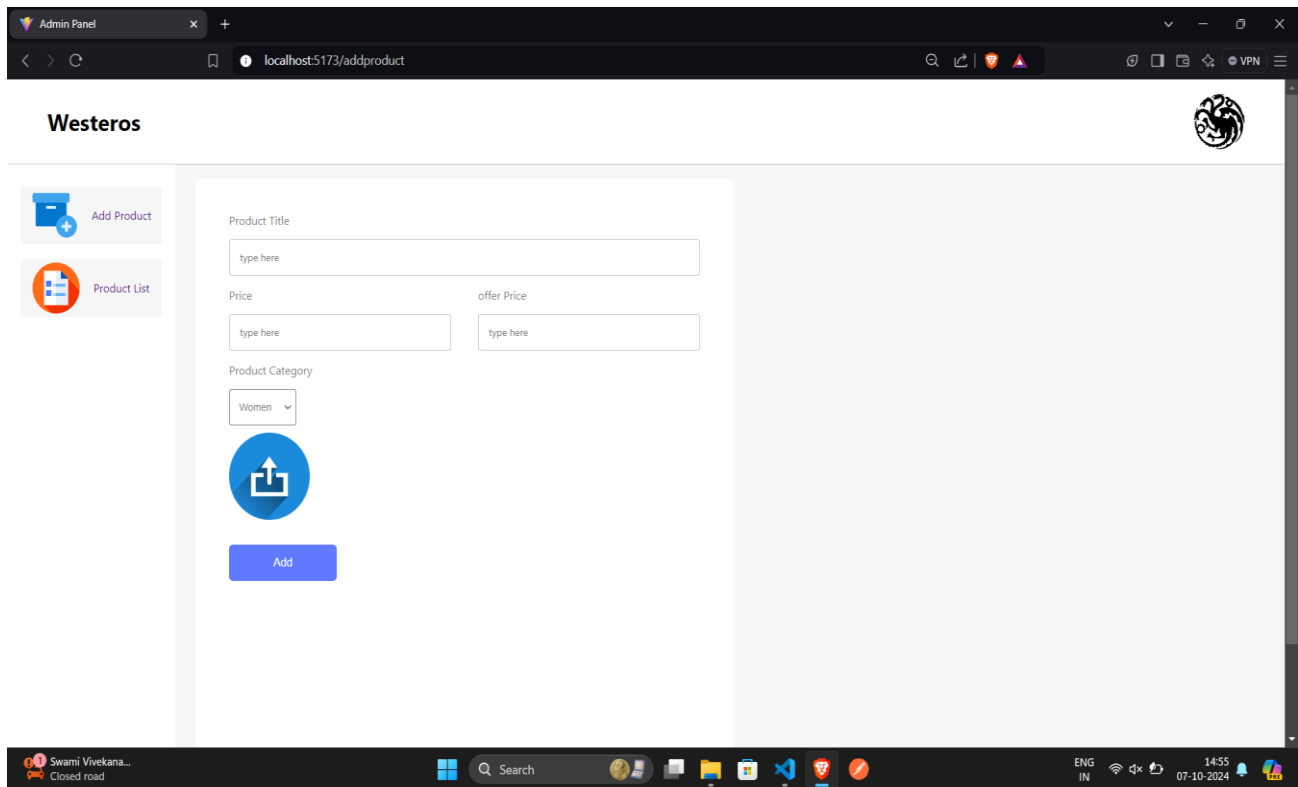 Admin Panel
localhost:5173/addproduct
VPN
Westeros
Add Product
Product List
Product Title
type here
Price
offer Price
type here
type here
Product Category
Women
Add
1
Swami Vivekana...
Closed road
Search
ENG
IN
14:55
07-10-2024
PRE